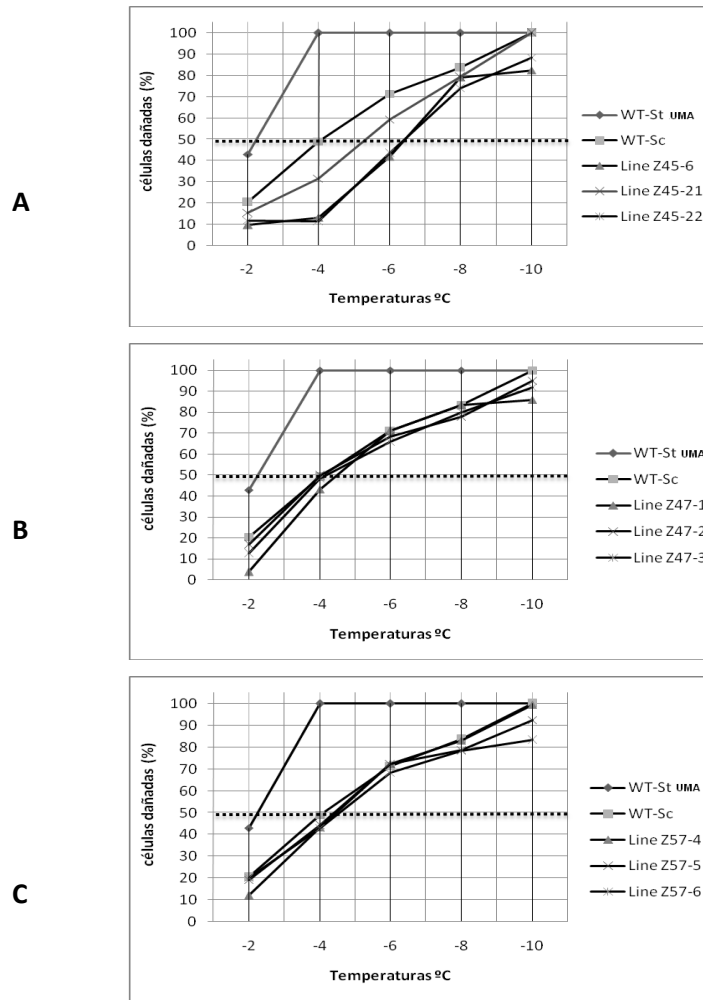 A
células dañadas (%)
100
90
80
70
60
50
40
30
20
10
0
-2 -4 -6 -8 -10
Temperaturas ºC
WT-St UMA
WT-Sc
Line Z45-6
Line Z45-21
Line Z45-22
B
células dañadas (%)
100
90
80
70
60
50
40
30
20
10
0
-2 -4 -6 -8 -10
Temperaturas ºC
WT-St UMA
WT-Sc
Line Z47-1
Line Z47-2
Line Z47-3
C
células dañadas (%)
100
90
80
70
60
50
40
30
20
10
0
-2 -4 -6 -8 -10
Temperaturas ºC
WT-St UMA
WT-Sc
Line Z57-4
Line Z57-5
Line Z57-6